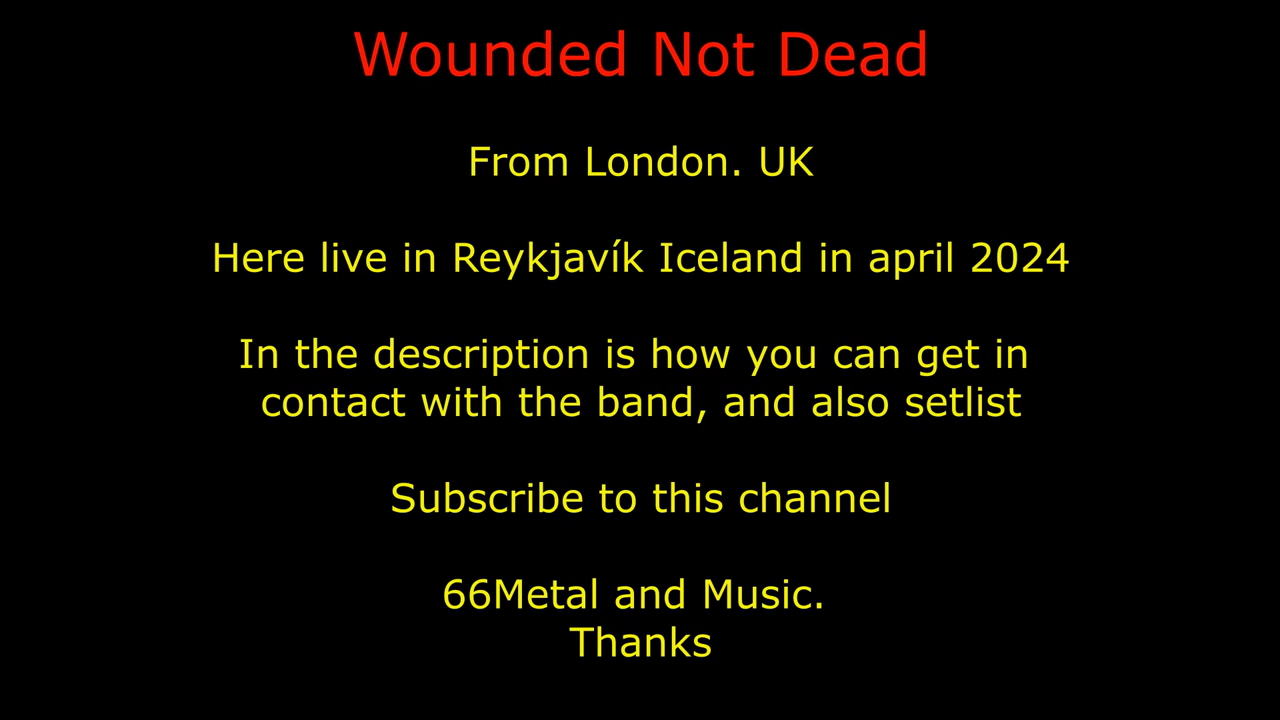 Wounded Not Dead
From London. UK
Here live in Reykjavík Iceland in april 2024
In the description is how you can get in
contact with the band, and also setlist
Subscribe to this channel
66Metal and Music.
Thanks